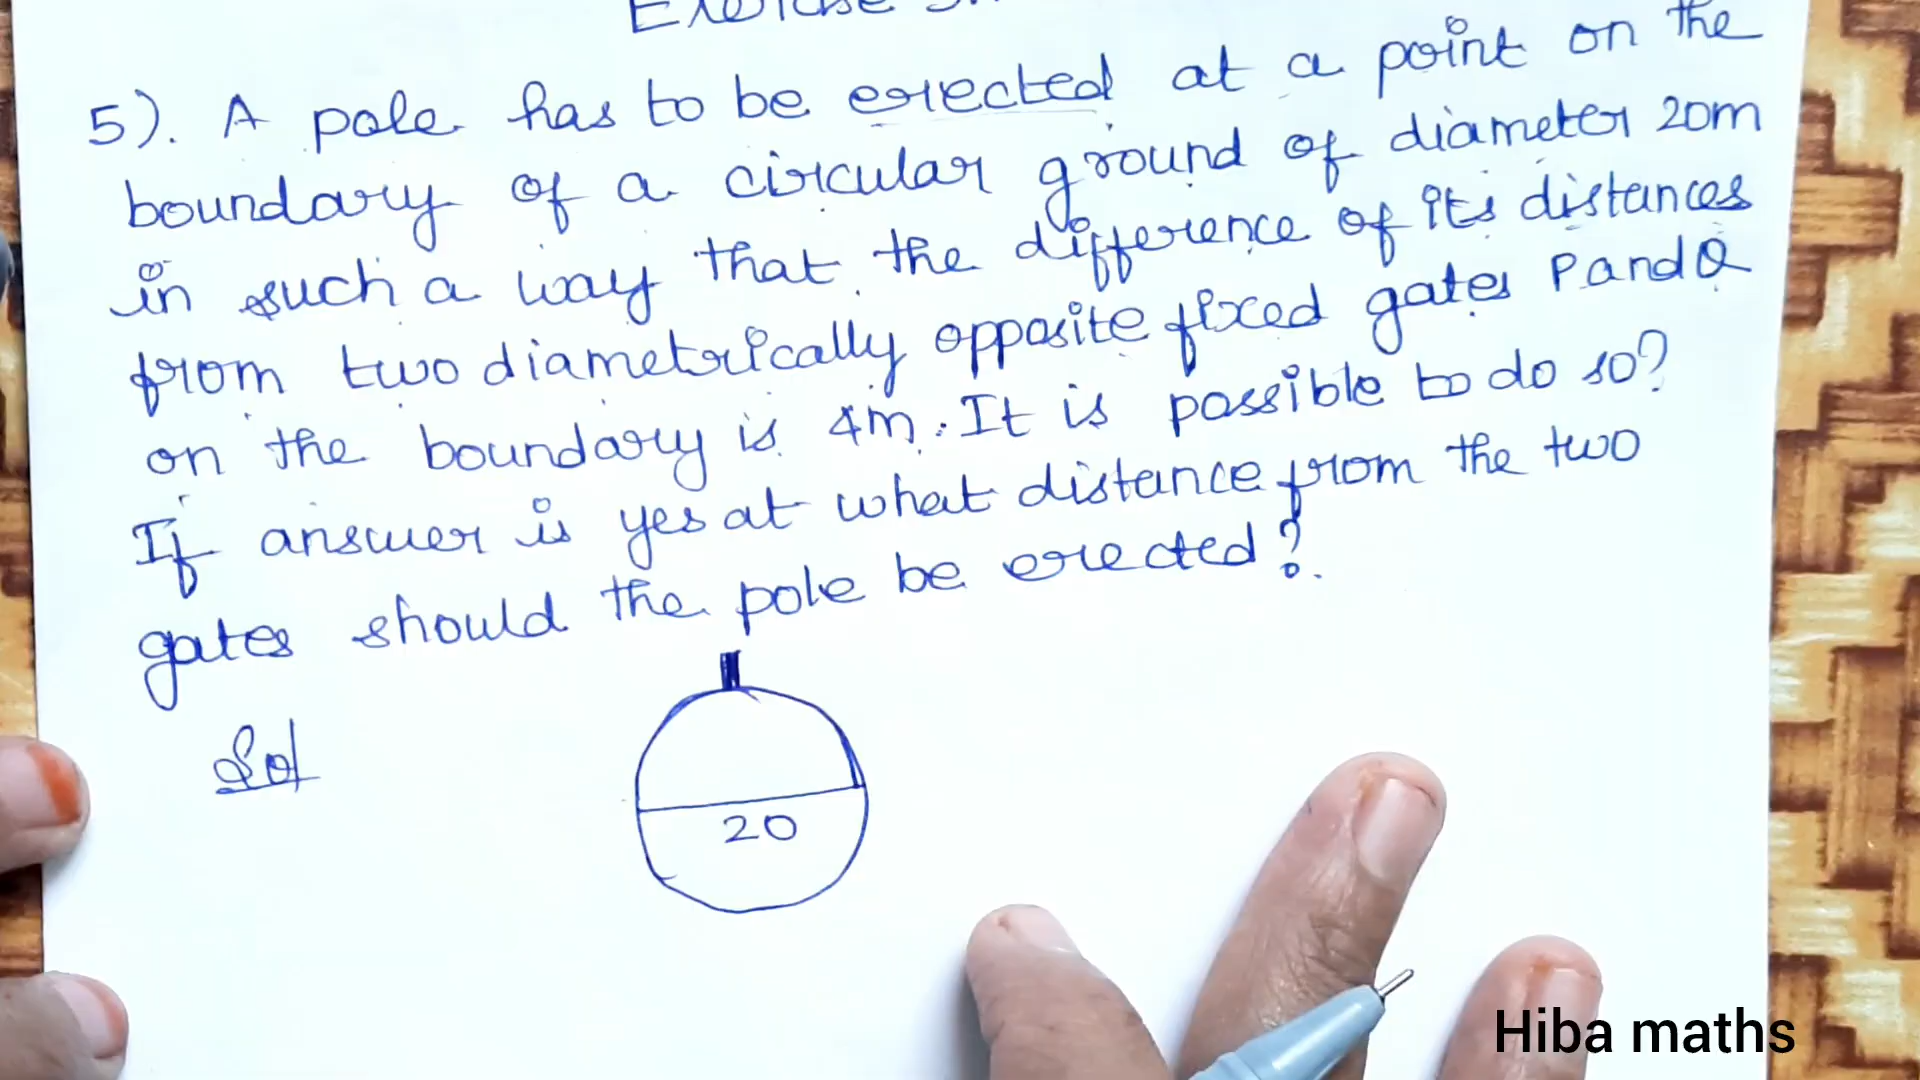 5). A pole has to be erected at a point on the
boundary of a circular ground of diameter 20m
in such a way that the difference of its distances
from two diametrically opposite fixed gates P and Q
on the boundary is 4m. It is possible to do so?
If answer is yes at what distance from the two
gates should the pole be erected?
Sol
20
Hiba maths